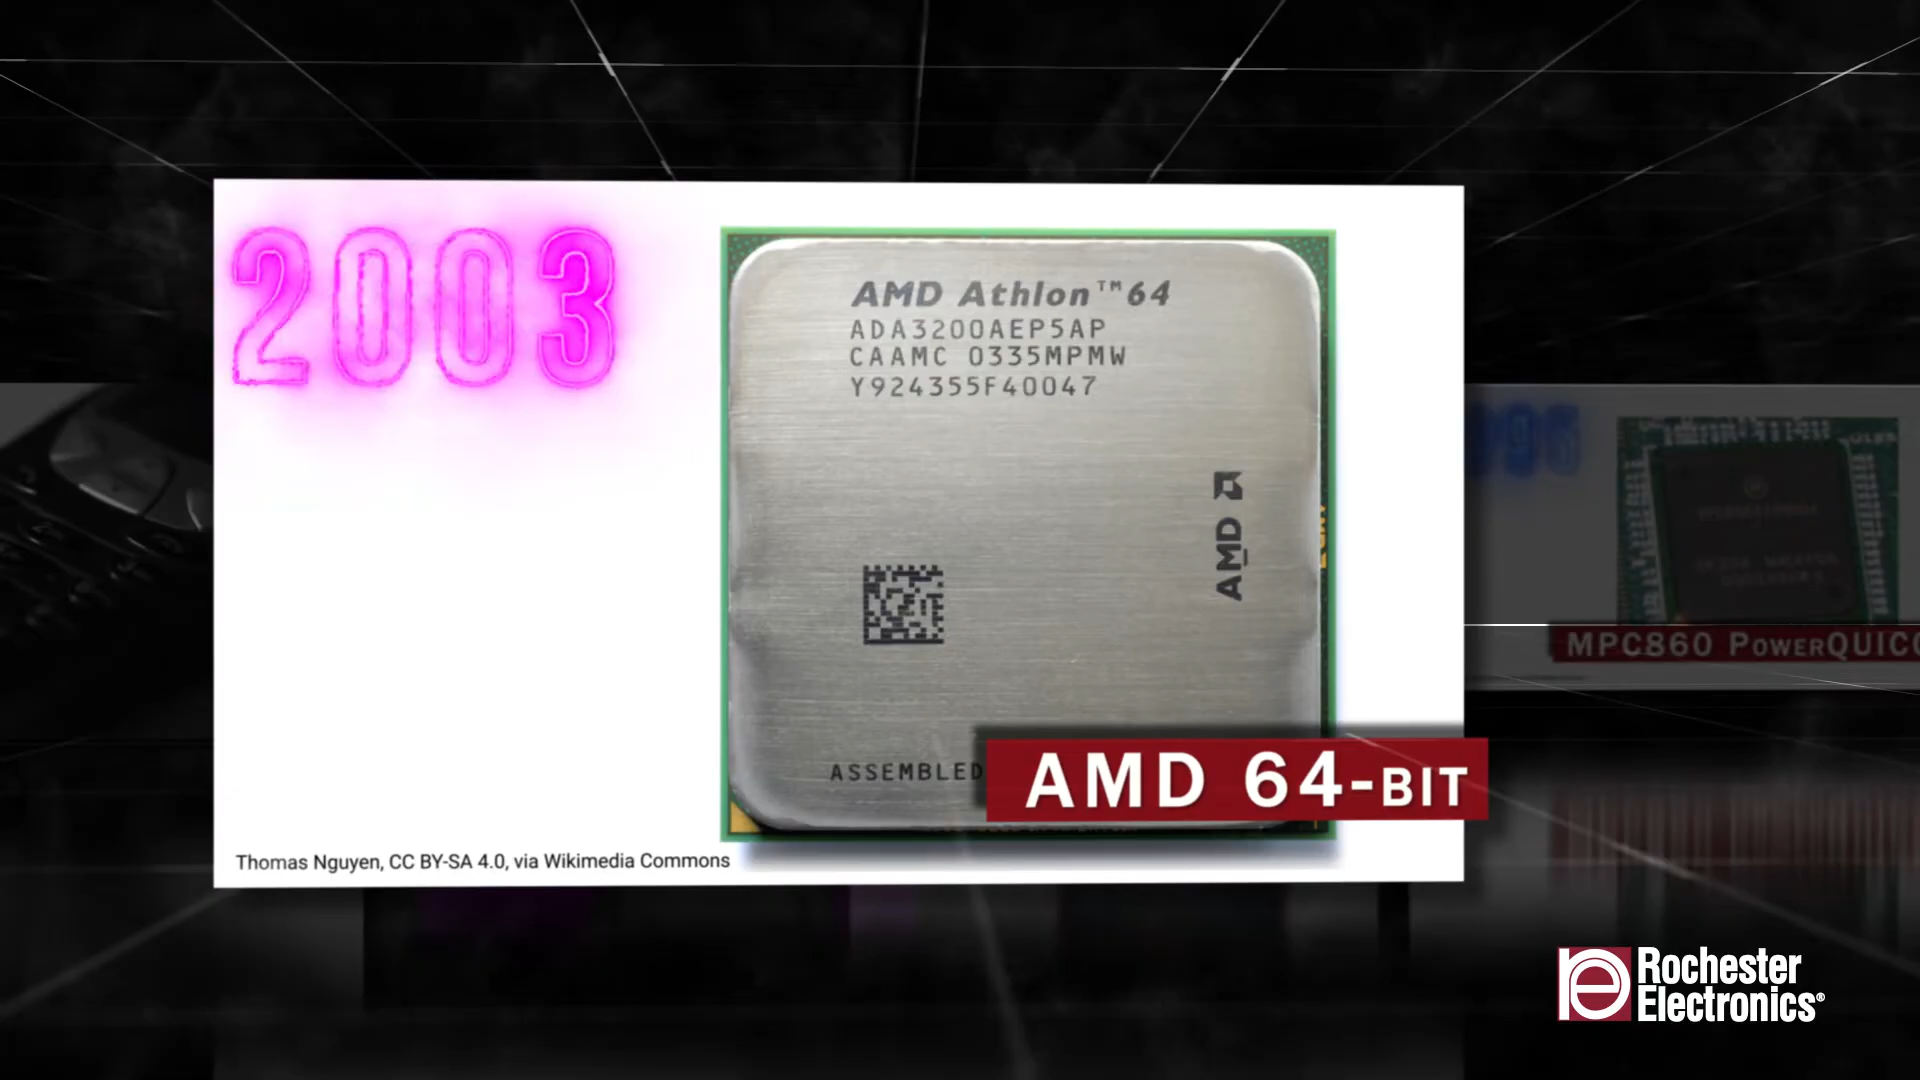 2003
AMD Athlon™64
ADA3200AEP5AP
CAAMC 0335MPMW
Y924355F40047
AMD
ASSEMBLED
AMD 64-BIT
Thomas Nguyen, CC BY-SA 4.0, via Wikimedia Commons
MPC860 POWERQUICC
Rochester
Electronics®